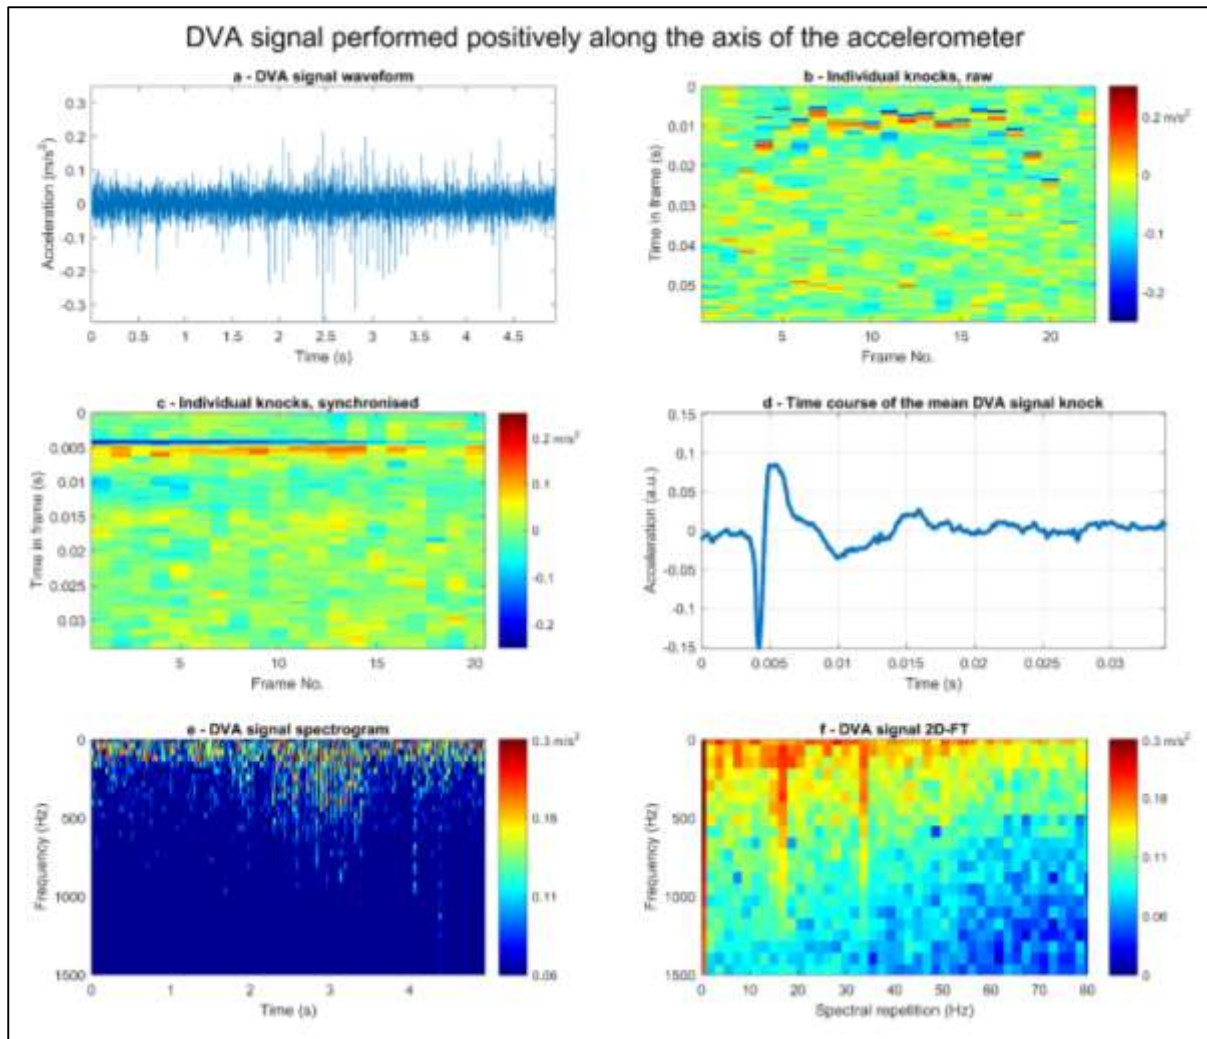 DVA signal performed positively along the axis of the accelerometer
a - DVA signal waveform
0.3
0.2
0.1
0
-0.1
-0.2
-0.3
Acceleration (m/s²)
0 0.5 1 1.5 2 2.5 3 3.5 4 4.5
Time (s)
b - Individual knocks, raw
0
0.01
0.02
0.03
0.04
0.05
Time in frame (s)
5 10 15 20
Frame No.
0.2 m/s²
0.1
0
-0.1
-0.2
c - Individual knocks, synchronised
0
0.005
0.01
0.015
0.02
0.025
0.03
Time in frame (s)
5 10 15 20
Frame No.
0.2 m/s²
0.1
0
-0.1
-0.2
d - Time course of the mean DVA signal knock
0.15
0.1
0.05
0
-0.05
-0.1
-0.15
Acceleration (a.u.)
0 0.005 0.01 0.015 0.02 0.025 0.03
Time (s)
e - DVA signal spectrogram
0
500
1000
1500
Frequency (Hz)
0 1 2 3 4
Time (s)
0.3 m/s²
0.16
0.11
0.06
f - DVA signal 2D-FT
0
500
1000
1500
Frequency (Hz)
0 10 20 30 40 50 60 70 80
Spectral repetition (Hz)
0.3 m/s²
0.18
0.11
0.06
0